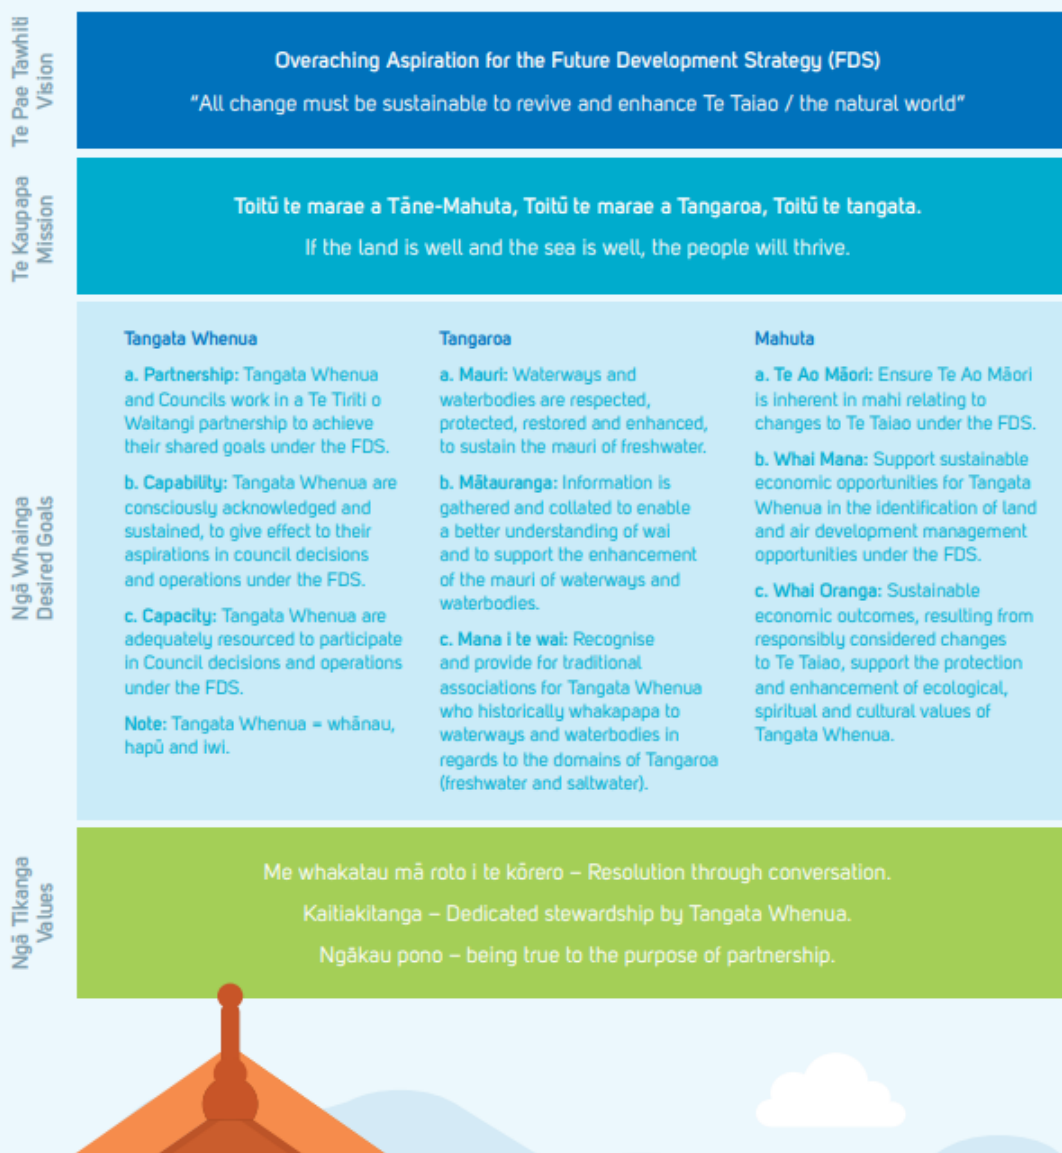 Te Pae Tawhiti
Vision
Overaching Aspiration for the Future Development Strategy (FDS)
“All change must be sustainable to revive and enhance Te Taiao / the natural world”
Te Kaupapa
Mission
Toitū te marae a Tāne-Mahuta, Toitū te marae a Tangaroa, Toitū te tangata.
If the land is well and the sea is well, the people will thrive.
Ngā Whainga
Desired Goals
Tangata Whenua
a. Partnership: Tangata Whenua
and Councils work in a Te Tiriti o
Waitangi partnership to achieve
their shared goals under the FDS.
b. Capability: Tangata Whenua are
consciously acknowledged and
sustained, to give effect to their
aspirations in council decisions
and operations under the FDS.
c. Capacity: Tangata Whenua are
adequately resourced to participate
in Council decisions and operations
under the FDS.
Note: Tangata Whenua = whānau,
hapū and iwi.
Tangaroa
a. Mauri: Waterways and
waterbodies are respected,
protected, restored and enhanced,
to sustain the mauri of freshwater.
b. Mātauranga: Information is
gathered and collated to enable
a better understanding of wai
and to support the enhancement
of the mauri of waterways and
waterbodies.
c. Mana i te wai: Recognise
and provide for traditional
associations for Tangata Whenua
who historically whakapapa to
waterways and waterbodies in
regards to the domains of Tangaroa
(freshwater and saltwater).
Mahuta
a. Te Ao Māori: Ensure Te Ao Māori
is inherent in mahi relating to
changes to Te Taiao under the FDS.
b. Whai Mana: Support sustainable
economic opportunities for Tangata
Whenua in the identification of land
and air development management
opportunities under the FDS.
c. Whai Oranga: Sustainable
economic outcomes, resulting from
responsibly considered changes
to Te Taiao, support the protection
and enhancement of ecological,
spiritual and cultural values of
Tangata Whenua.
Ngā Tikanga
Values
Me whakatau mā roto i te kōrero – Resolution through conversation.
Kaitiakitanga – Dedicated stewardship by Tangata Whenua.
Ngākau pono – being true to the purpose of partnership.